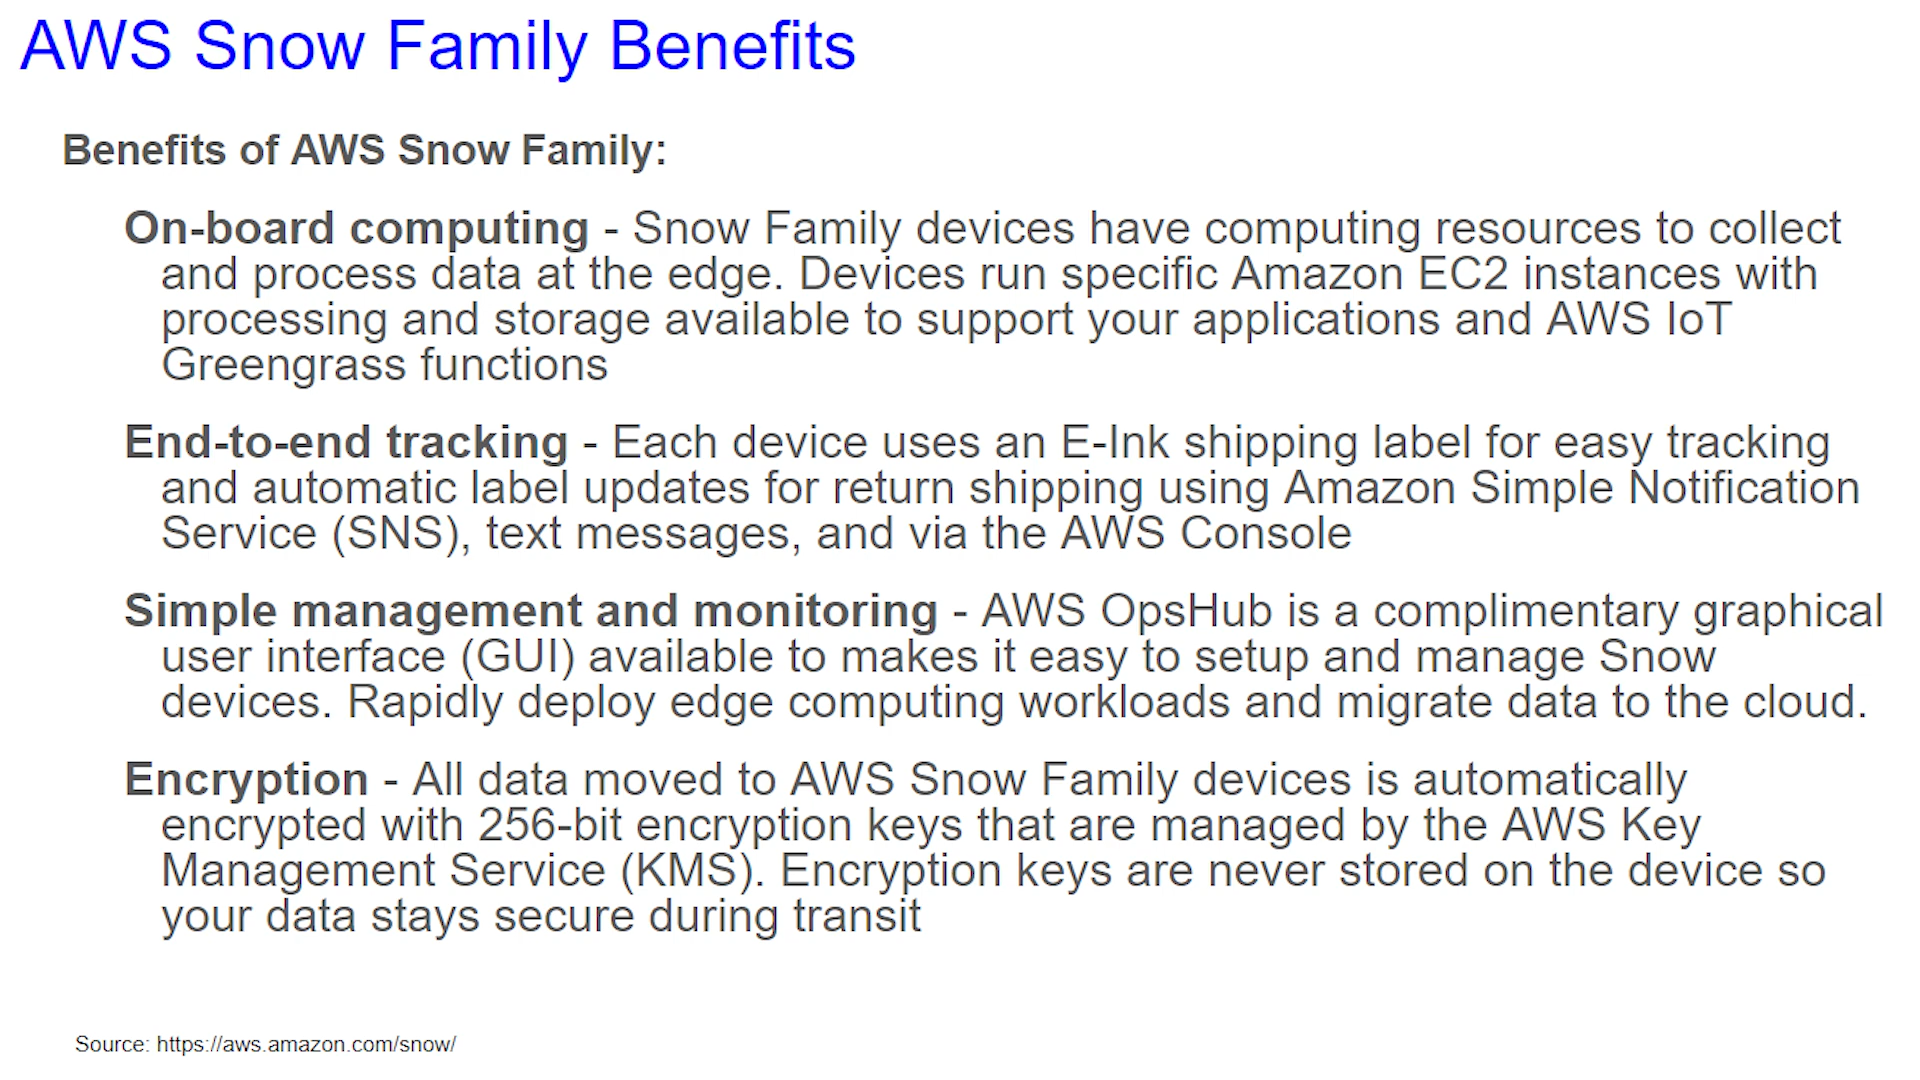 AWS Snow Family Benefits
Benefits of AWS Snow Family:
On-board computing - Snow Family devices have computing resources to collect
and process data at the edge. Devices run specific Amazon EC2 instances with
processing and storage available to support your applications and AWS IoT
Greengrass functions
End-to-end tracking - Each device uses an E-Ink shipping label for easy tracking
and automatic label updates for return shipping using Amazon Simple Notification
Service (SNS), text messages, and via the AWS Console
Simple management and monitoring - AWS OpsHub is a complimentary graphical
user interface (GUI) available to makes it easy to setup and manage Snow
devices. Rapidly deploy edge computing workloads and migrate data to the cloud.
Encryption - All data moved to AWS Snow Family devices is automatically
encrypted with 256-bit encryption keys that are managed by the AWS Key
Management Service (KMS). Encryption keys are never stored on the device so
your data stays secure during transit
Source: https://aws.amazon.com/snow/